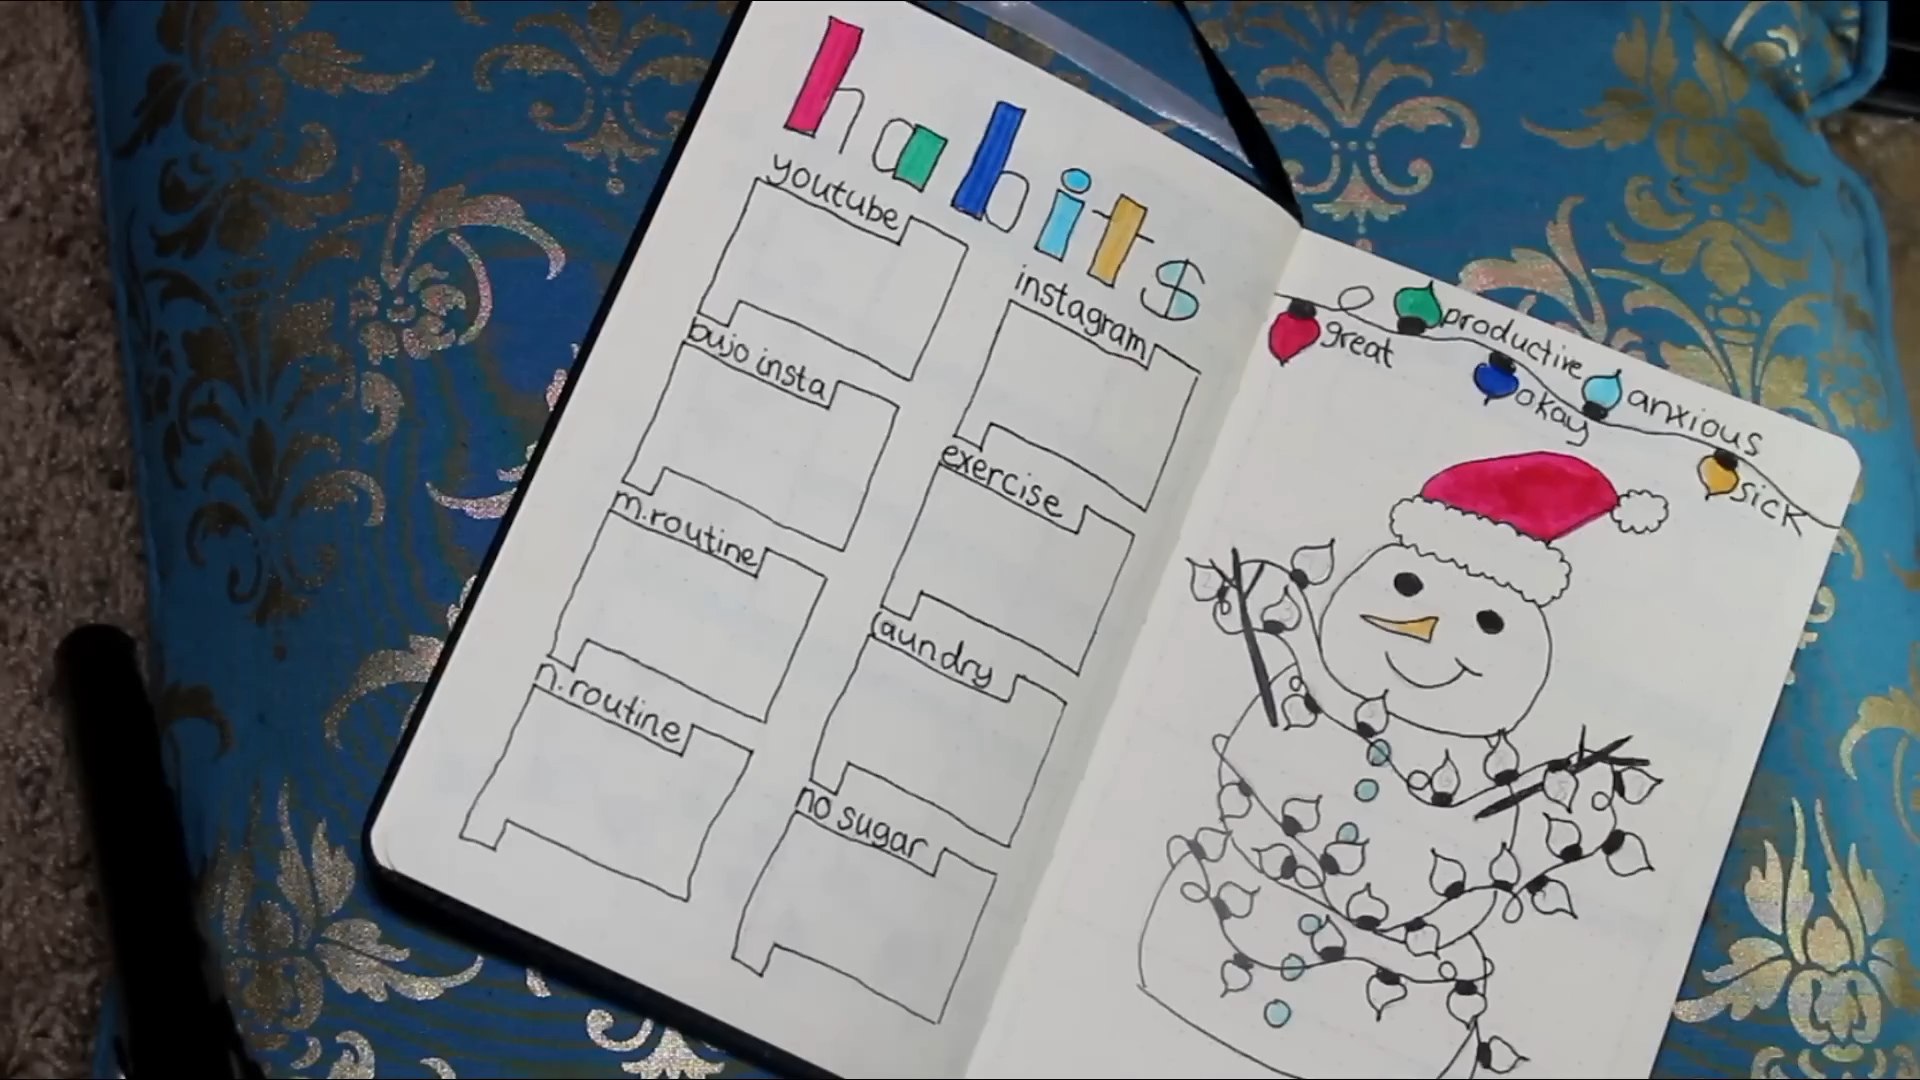 habits
youtube
instagram
bujo insta
exercise
m.routine
laundry
n.routine
no sugar
great
productive
okay
anxious
sick